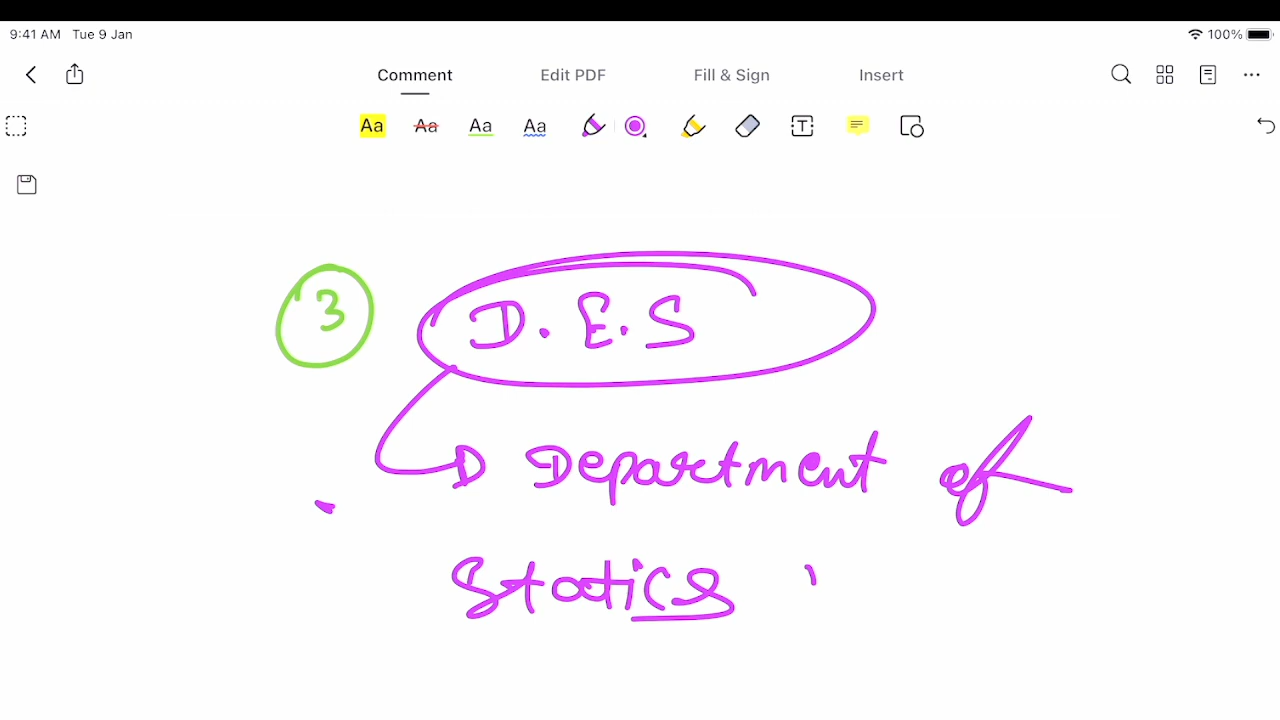 9:41 AM Tue 9 Jan 100%
Comment Edit PDF Fill & Sign Insert
Aa Aa Aa Aa T
3 D.E.S
Department of
Statics